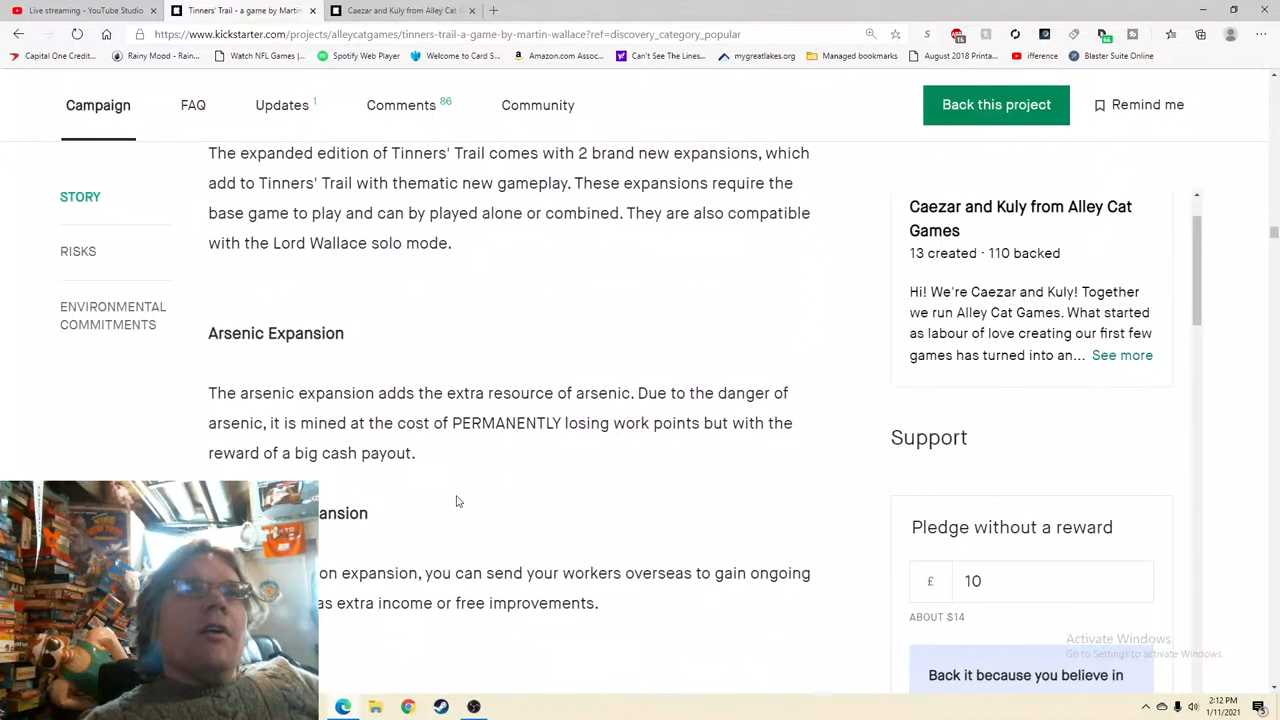 Live streaming - YouTube Studio
Tinners' Trail - a game by Martin
Caezar and Kuly from Alley Cat
https://www.kickstarter.com/projects/alleycatgames/tinners-trail-a-game-by-martin-wallace?ref=discovery_category_popular
Capital One Credit...
Rainy Mood • Rain...
Watch NFL Games |...
Spotify Web Player
Welcome to Card S...
Amazon.com Assoc...
Can't See The Lines...
mygreatlakes.org
Managed bookmarks
August 2018 Printa...
ifference
Blaster Suite Online
Campaign
FAQ
Updates 1
Comments 86
Community
Back this project
Remind me
STORY
RISKS
ENVIRONMENTAL
COMMITMENTS
The expanded edition of Tinners' Trail comes with 2 brand new expansions, which
add to Tinners' Trail with thematic new gameplay. These expansions require the
base game to play and can by played alone or combined. They are also compatible
with the Lord Wallace solo mode.
Arsenic Expansion
The arsenic expansion adds the extra resource of arsenic. Due to the danger of
arsenic, it is mined at the cost of PERMANENTLY losing work points but with the
reward of a big cash payout.
ansion
on expansion, you can send your workers overseas to gain ongoing
as extra income or free improvements.
Caezar and Kuly from Alley Cat
Games
13 created · 110 backed
Hi! We're Caezar and Kuly! Together
we run Alley Cat Games. What started
as labour of love creating our first few
games has turned into an... See more
Support
Pledge without a reward
£ 10
ABOUT $14
Back it because you believe in
Activate Windows
Go to Settings to activate Windows.
2:12 PM
1/11/2021